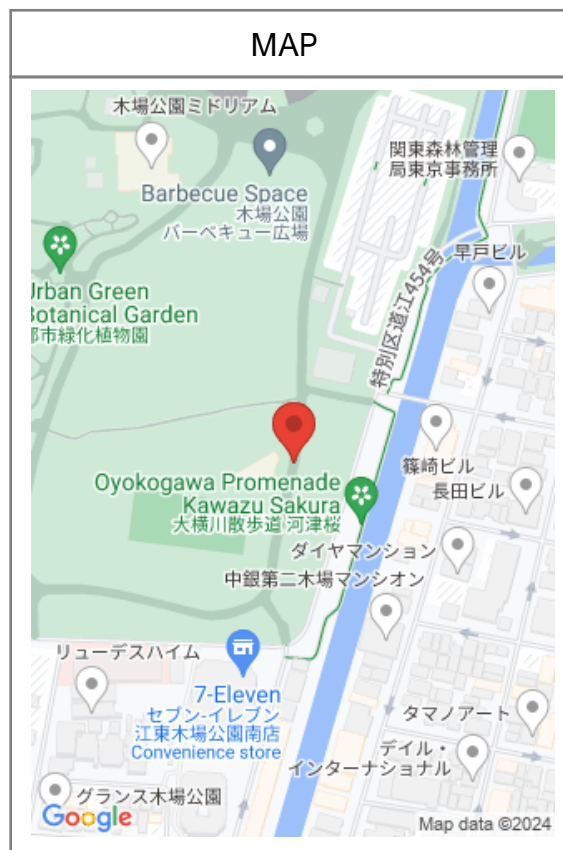 MAP
木場公園ミドリアム
関東森林管理
局東京事務所
Barbecue Space
木場公園
バーベキュー広場
特別区道江454号
早戸ビル
Urban Green
Botanical Garden
都市緑化植物園
篠崎ビル
長田ビル
Oyokogawa Promenade
Kawazu Sakura
大横川散歩道 河津桜
ダイヤマンション
中銀第二木場マンシオン
リューデスハイム
7-Eleven
セブン-イレブン
江東木場公園南店
Convenience store
タマノアート
デイル・
インターナショナル
グランス木場公園
Google
Map data ©2024